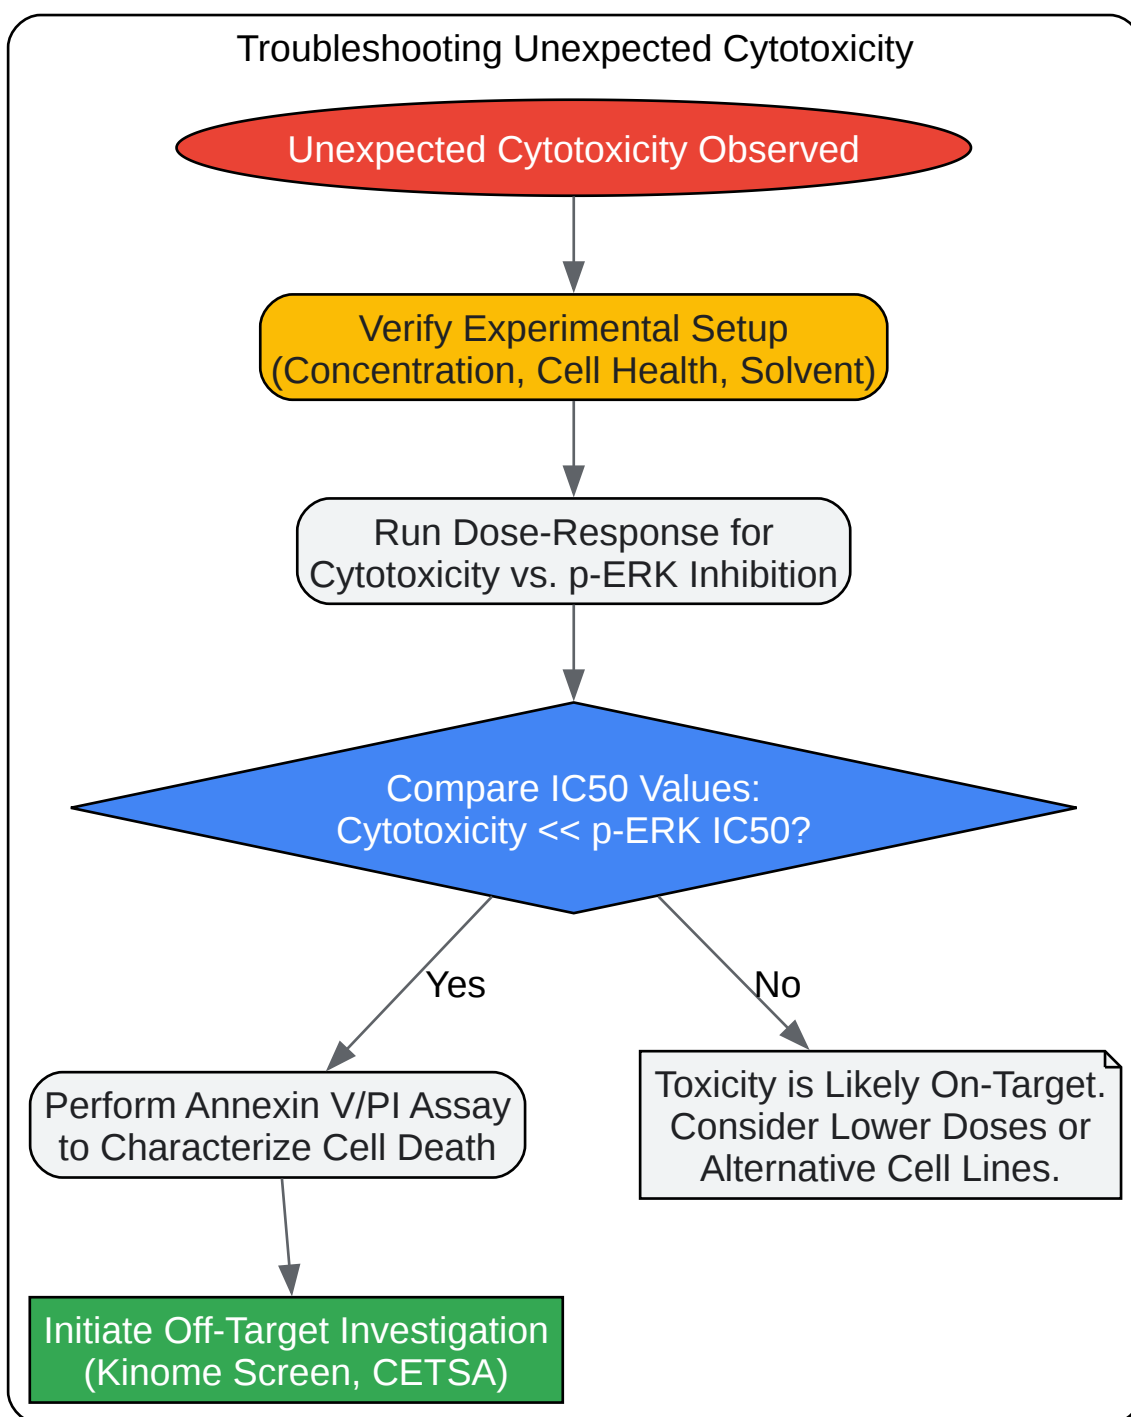 Troubleshooting Unexpected Cytotoxicity
Unexpected Cytotoxicity Observed
Verify Experimental Setup
(Concentration, Cell Health, Solvent)
Run Dose-Response for
Cytotoxicity vs. p-ERK Inhibition
Compare IC50 Values:
Cytotoxicity << p-ERK IC50?
Yes
No
Perform Annexin V/PI Assay
to Characterize Cell Death
Toxicity is Likely On-Target.
Consider Lower Doses or
Alternative Cell Lines.
Initiate Off-Target Investigation
(Kinome Screen, CETSA)